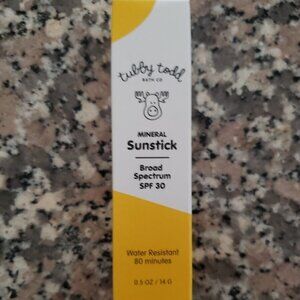 tubby todd
BATH CO
MINERAL
Sunstick
Broad
Spectrum
SPF 30
Water Resistant
80 minutes
0.5 OZ / 14 G